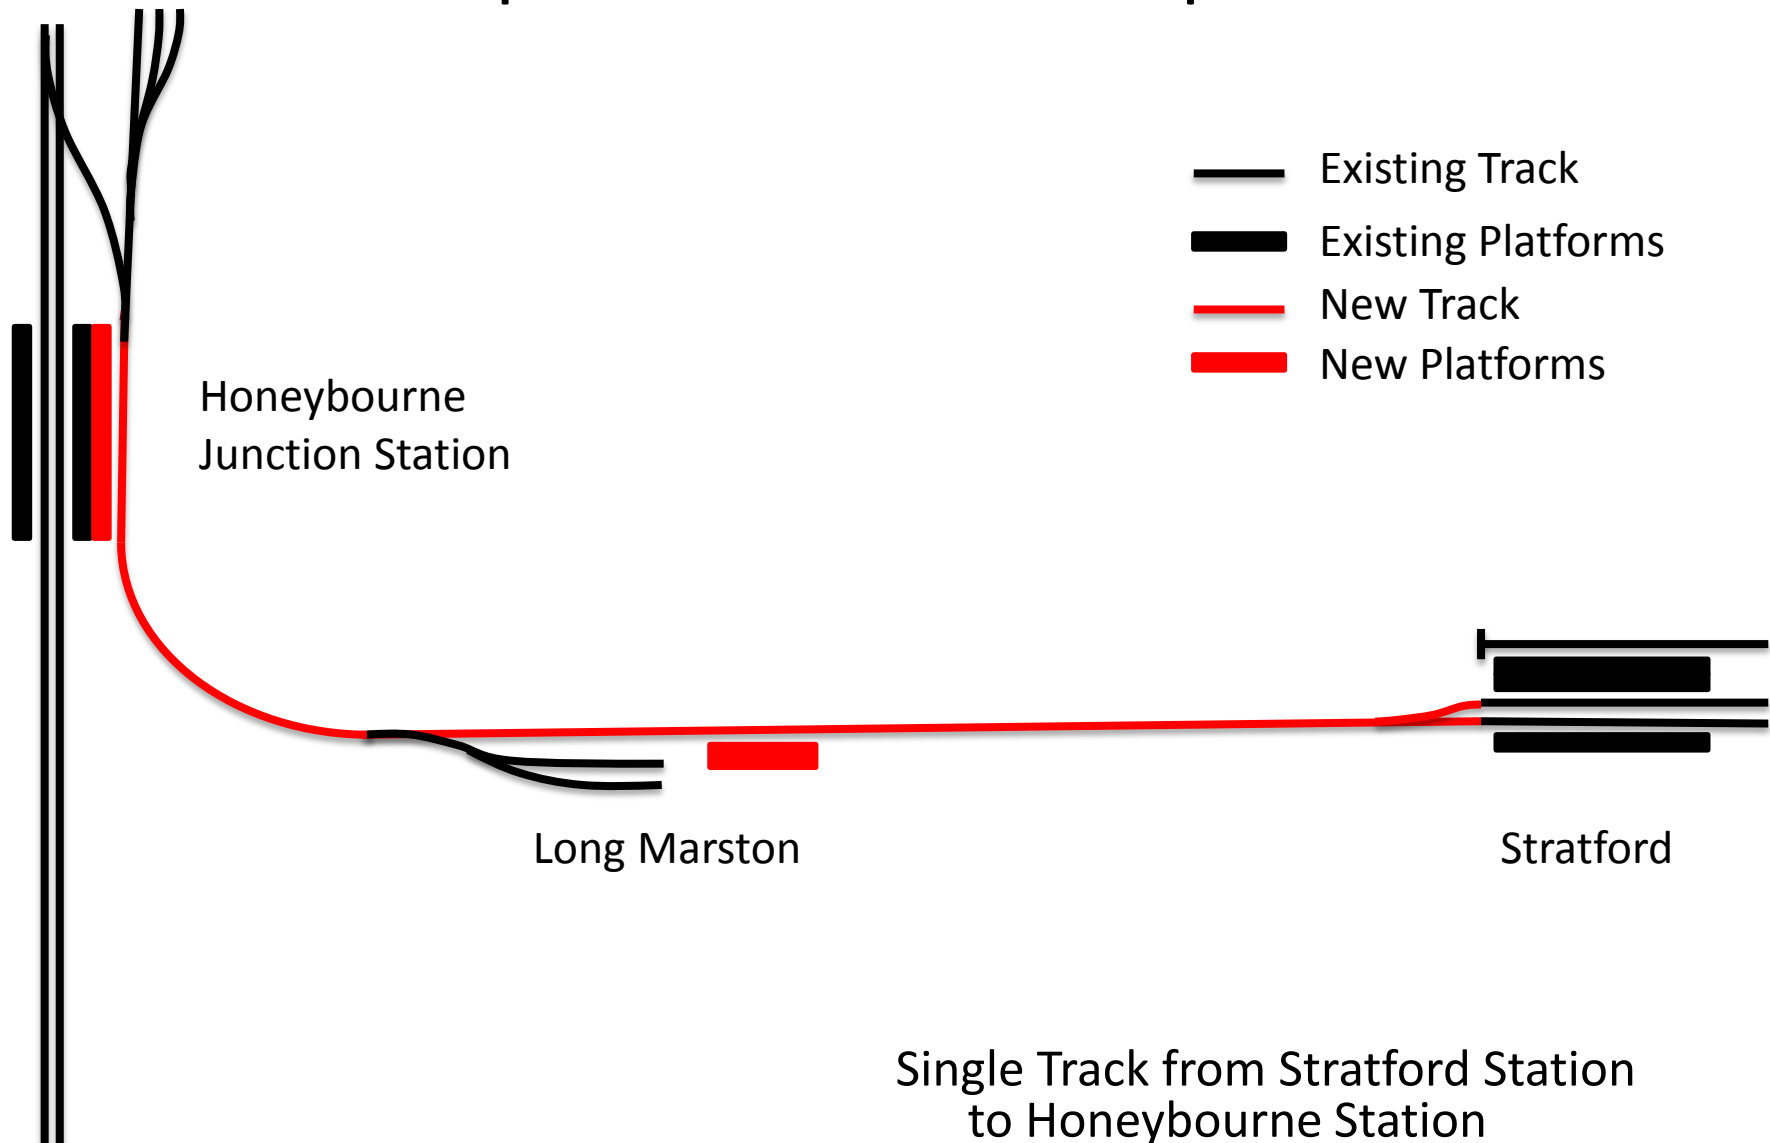 Existing Track
Existing Platforms
New Track
New Platforms
Honeybourne
Junction Station
Long Marston
Stratford
Single Track from Stratford Station
to Honeybourne Station